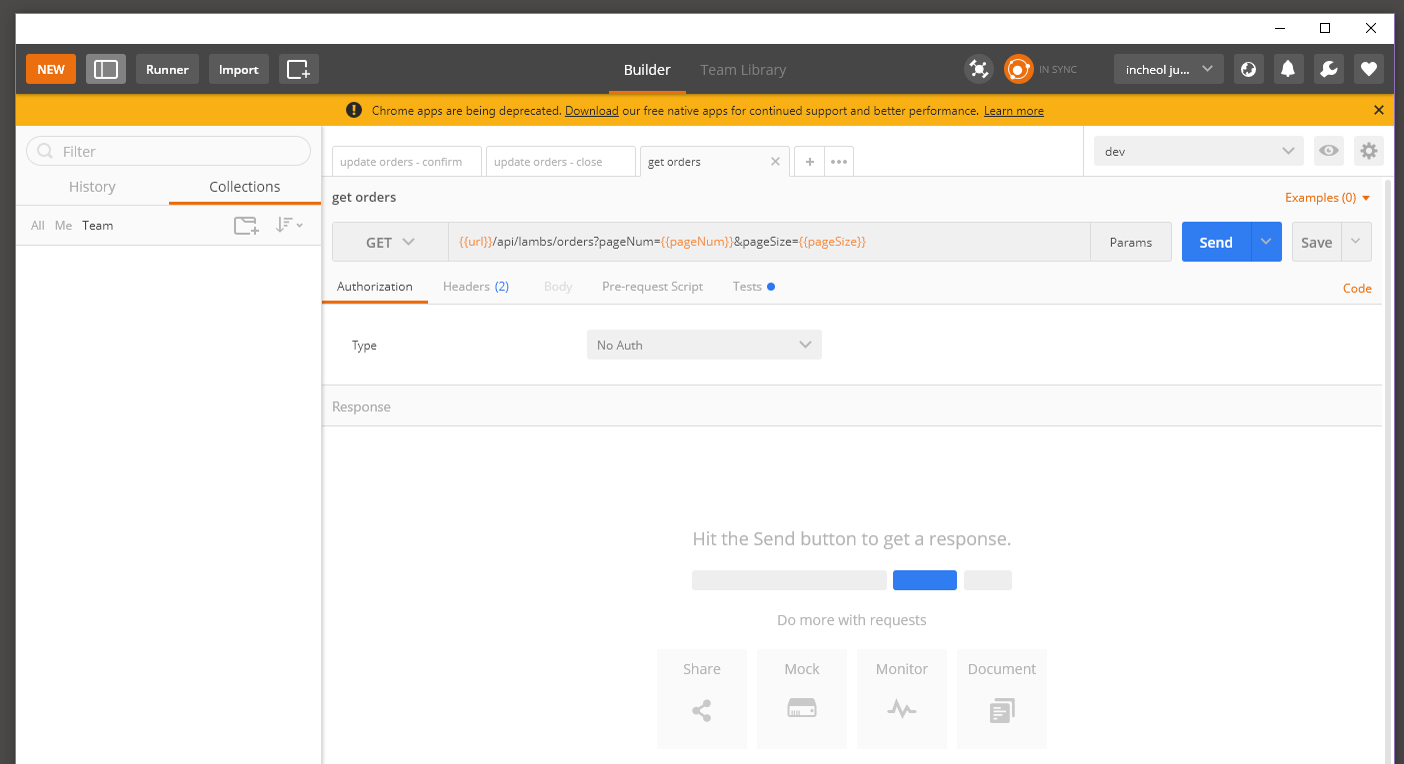 NEW Runner Import Builder Team Library IN SYNC incheol ju...
Chrome apps are being deprecated. Download our free native apps for continued support and better performance. Learn more
Filter
History Collections
All Me Team
update orders - confirm update orders - close get orders dev
get orders Examples (0)
GET {{url}}/api/lambs/orders?pageNum={{pageNum}}&pageSize={{pageSize}} Params Send Save
Authorization Headers (2) Body Pre-request Script Tests Code
Type No Auth
Response
Hit the Send button to get a response.
Do more with requests
Share Mock Monitor Document